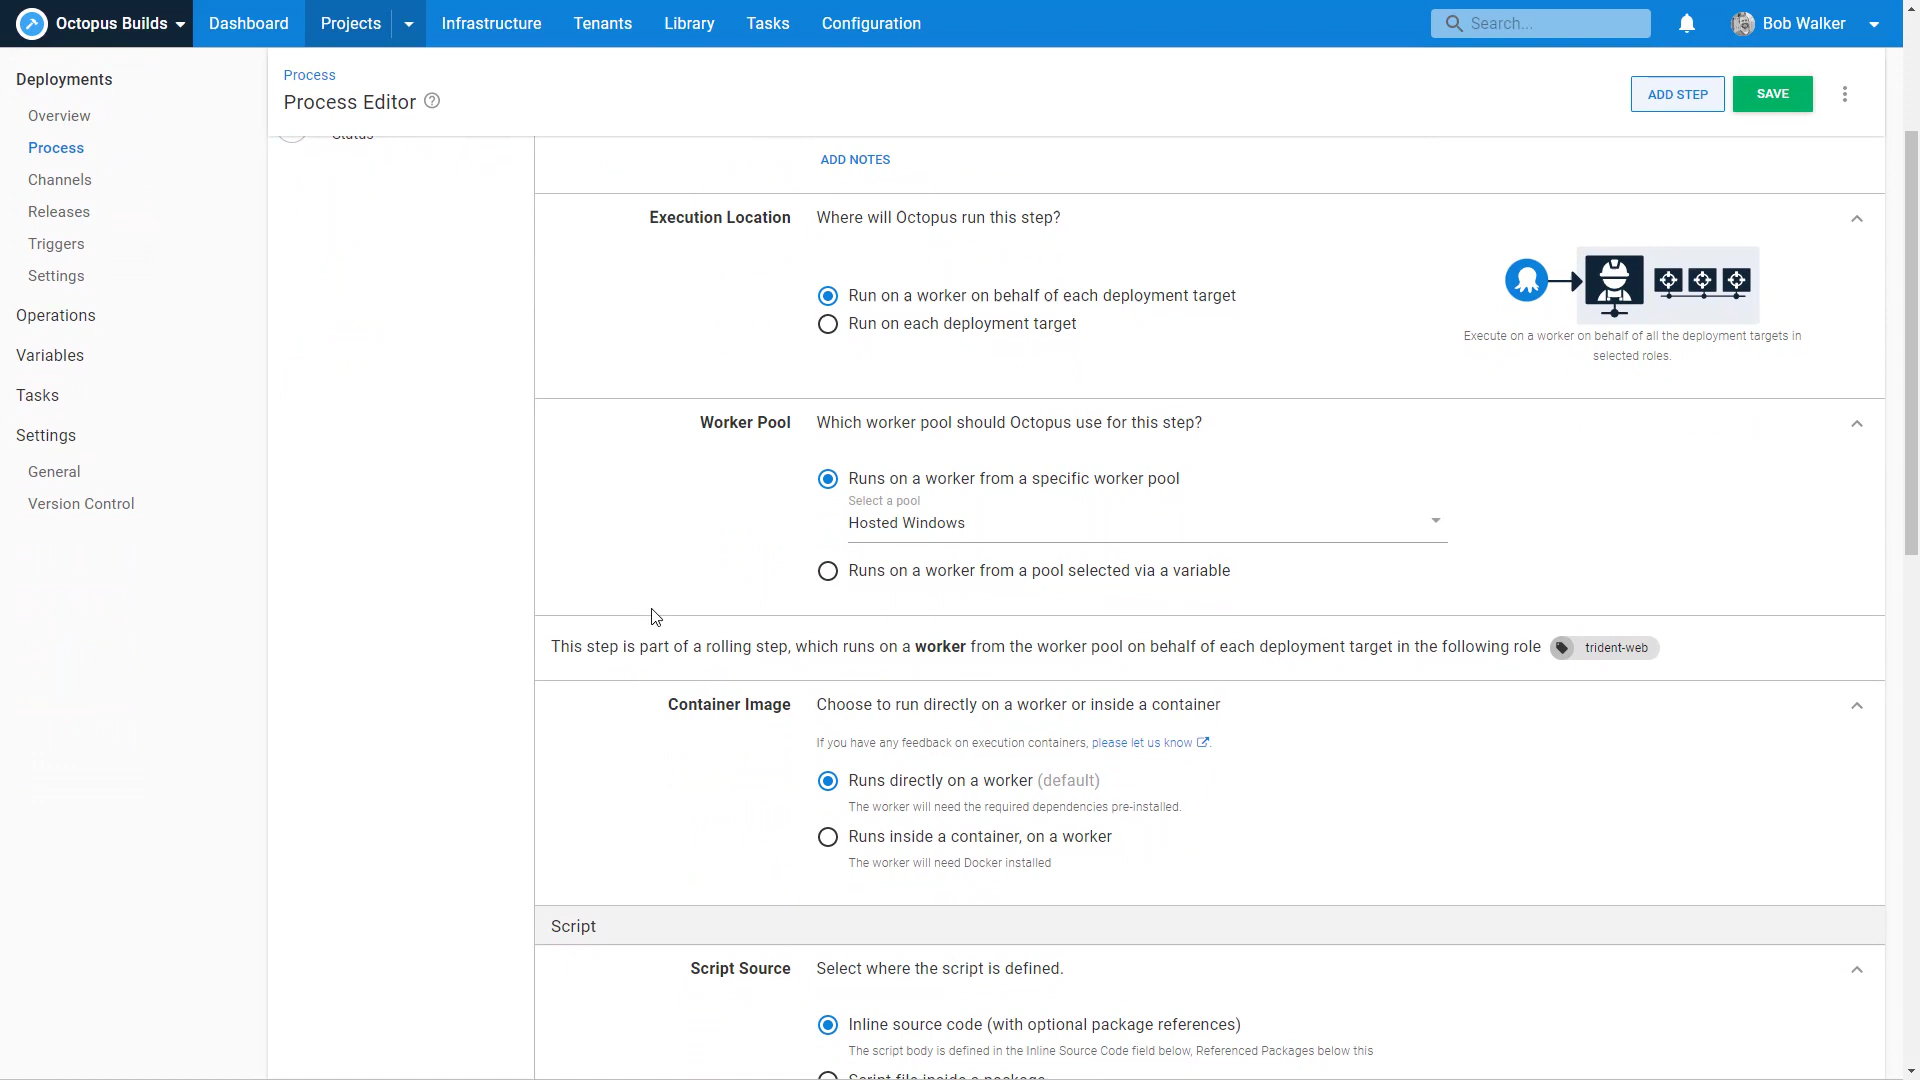 Octopus Builds
Dashboard
Projects
Infrastructure
Tenants
Library
Tasks
Configuration
Search...
Bob Walker
Deployments
Overview
Process
Channels
Releases
Triggers
Settings
Operations
Variables
Tasks
Settings
General
Version Control
Process
Process Editor
ADD STEP
SAVE
Status
ADD NOTES
Execution Location
Where will Octopus run this step?
Run on a worker on behalf of each deployment target
Run on each deployment target
Execute on a worker on behalf of all the deployment targets in
selected roles.
Worker Pool
Which worker pool should Octopus use for this step?
Runs on a worker from a specific worker pool
Select a pool
Hosted Windows
Runs on a worker from a pool selected via a variable
This step is part of a rolling step, which runs on a worker from the worker pool on behalf of each deployment target in the following role trident-web
Container Image
Choose to run directly on a worker or inside a container
If you have any feedback on execution containers, please let us know.
Runs directly on a worker (default)
The worker will need the required dependencies pre-installed.
Runs inside a container, on a worker
The worker will need Docker installed
Script
Script Source
Select where the script is defined.
Inline source code (with optional package references)
The script body is defined in the Inline Source Code field below, Referenced Packages below this
Script file inside a package